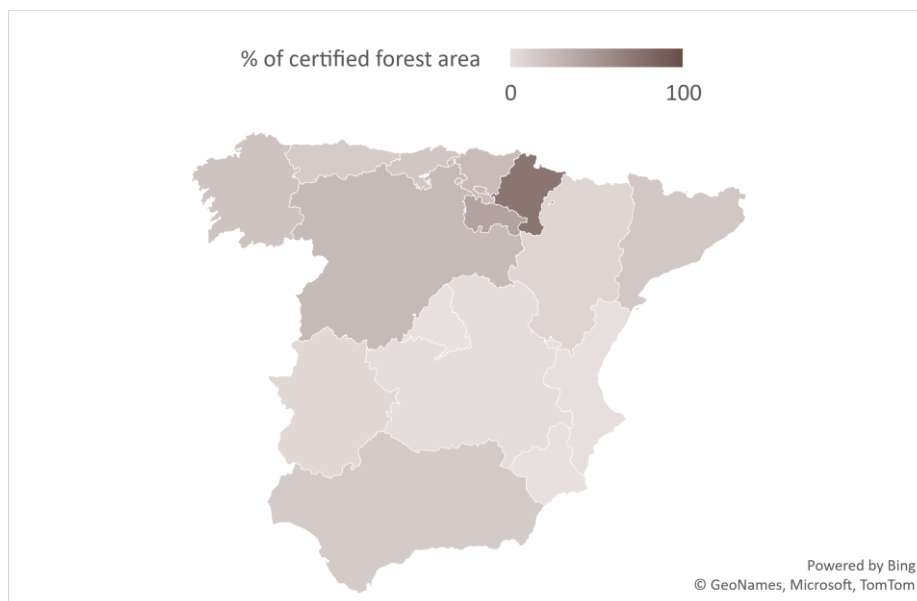 % of certified forest area
0 100
Powered by Bing
© GeoNames, Microsoft, TomTom